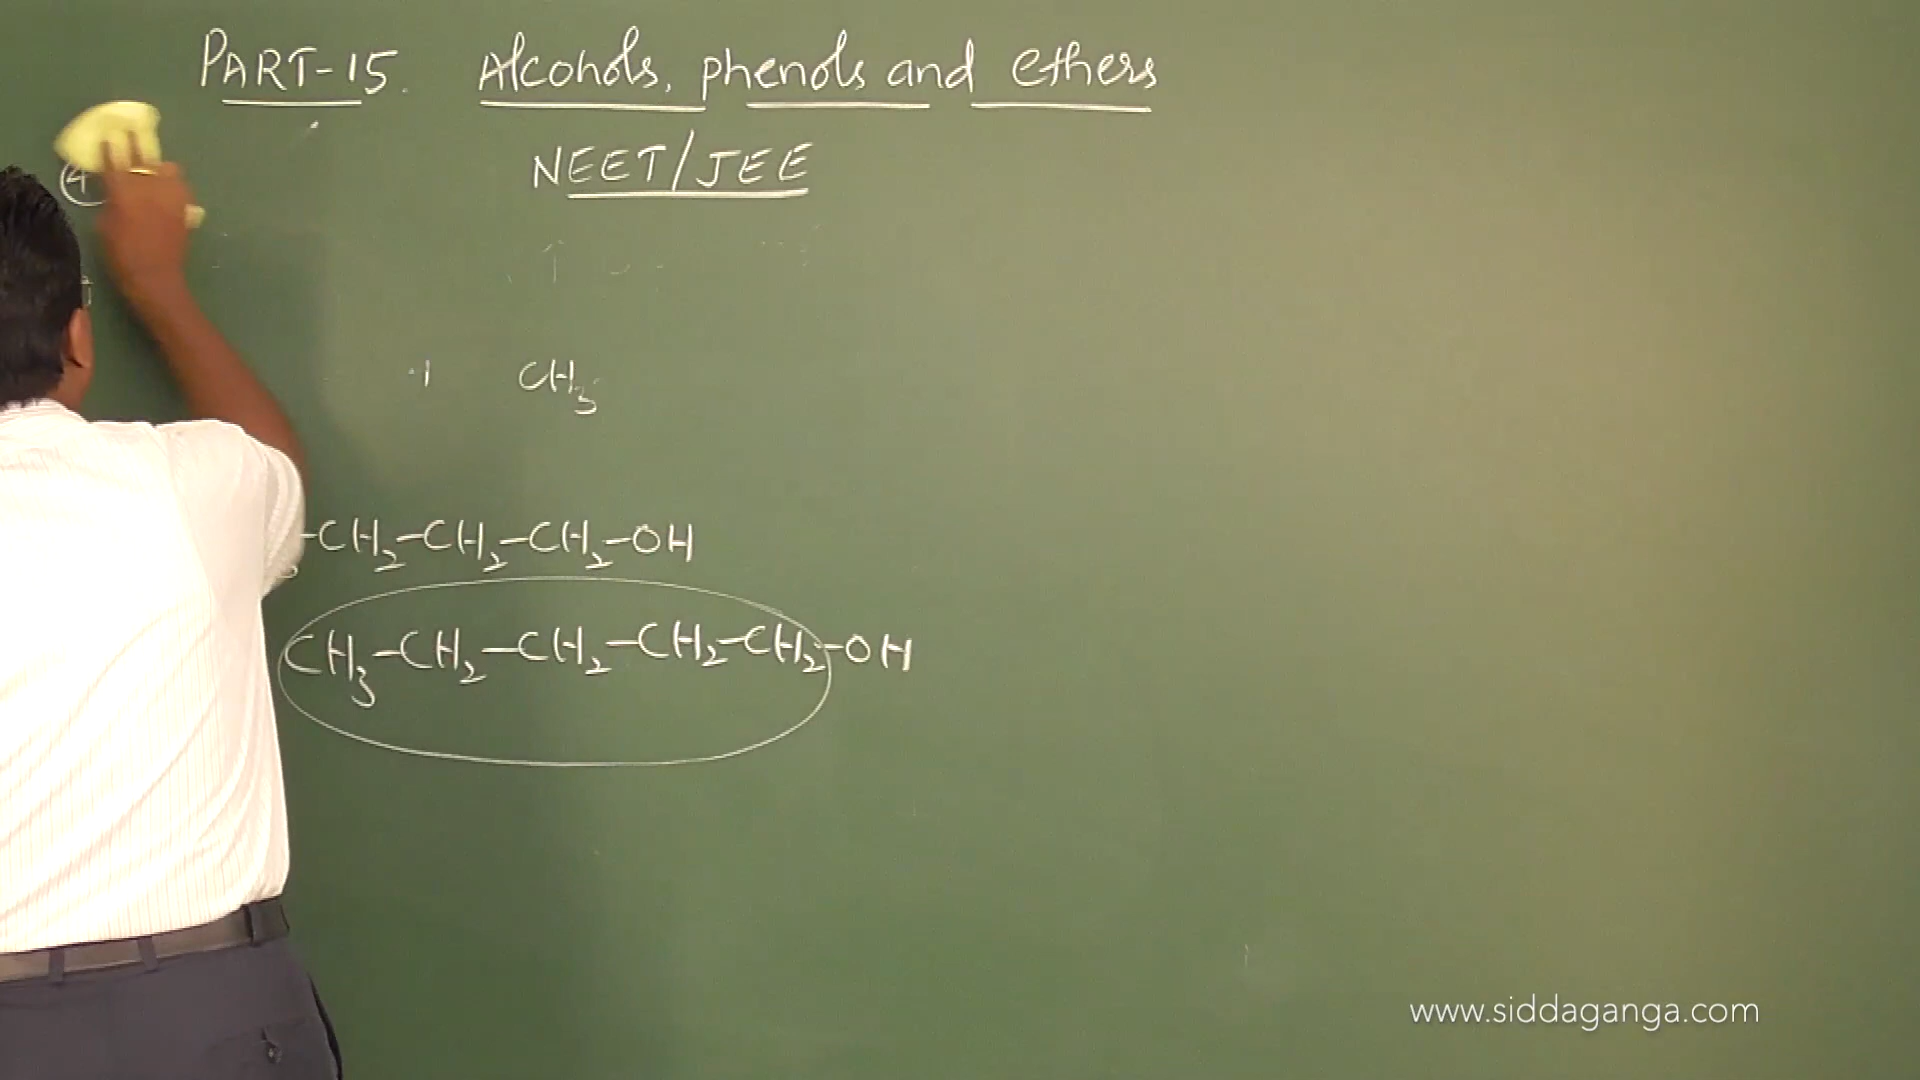 PART-15. Alcohols, phenols and ethers
NEET/JEE
4
CH₃
-CH₂-CH₂-CH₂-OH
CH₃-CH₂-CH₂-CH₂-CH₂-OH
www.siddaganga.com